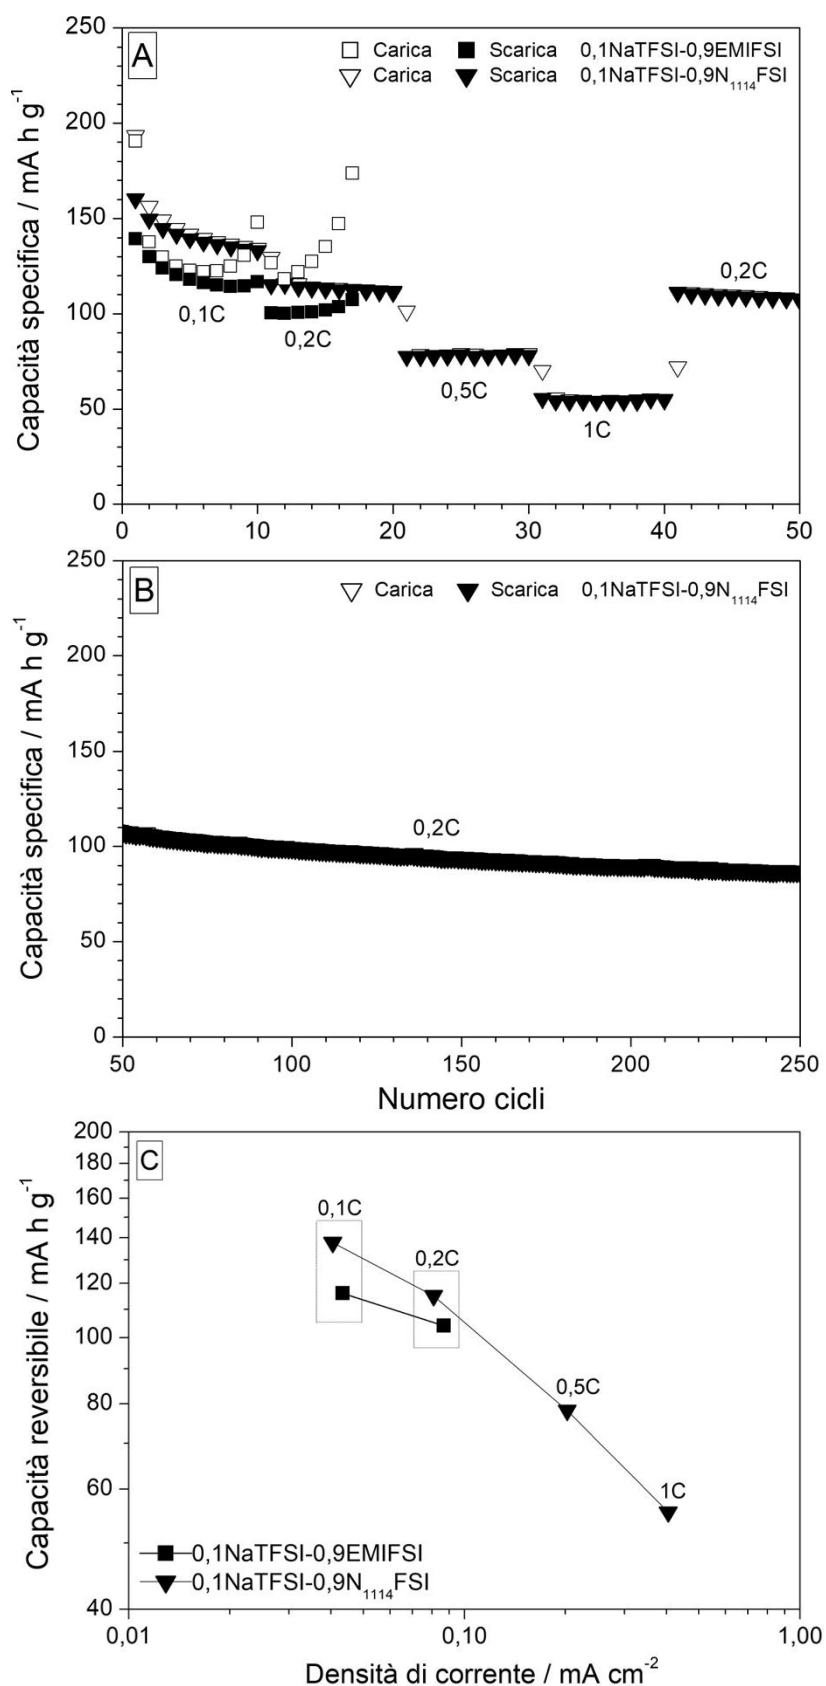 A
Carica Scarica 0,1NaTFSI-0,9EMIFSI
Carica Scarica 0,1NaTFSI-0,9N1114FSI
Capacità specifica / mA h g-1
250
200
150
100
50
0
0,1C
0,2C
0,5C
1C
0,2C
0 10 20 30 40 50
B
Carica Scarica 0,1NaTFSI-0,9N1114FSI
Capacità specifica / mA h g-1
250
200
150
100
50
0
0,2C
50 100 150 200 250
Numero cicli
C
Capacità reversibile / mA h g-1
200
180
160
140
120
100
80
60
40
0,1C
0,2C
0,5C
1C
0,1NaTFSI-0,9EMIFSI
0,1NaTFSI-0,9N1114FSI
0,01 0,10 1,00
Densità di corrente / mA cm-2